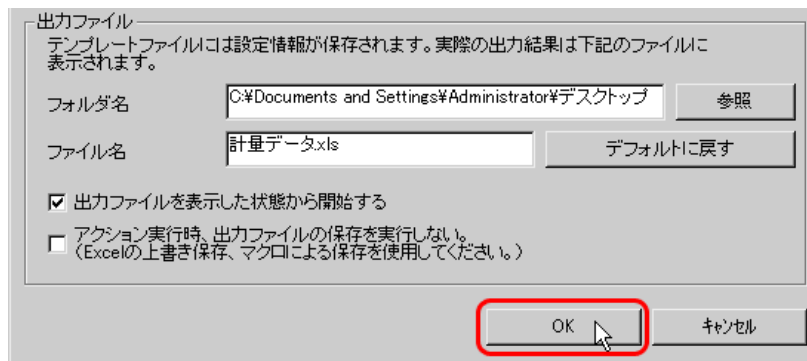 出力ファイル
テンプレートファイルには設定情報が保存されます。実際の出力結果は下記のファイルに
表示されます。
フォルダ名 C:¥Documents and Settings¥Administrator¥デスクトップ 参照
ファイル名 計量データ.xls デフォルトに戻す
出力ファイルを表示した状態から開始する
アクション実行時、出力ファイルの保存を実行しない。
（Excelの上書き保存、マクロによる保存を使用してください。）
OK キャンセル